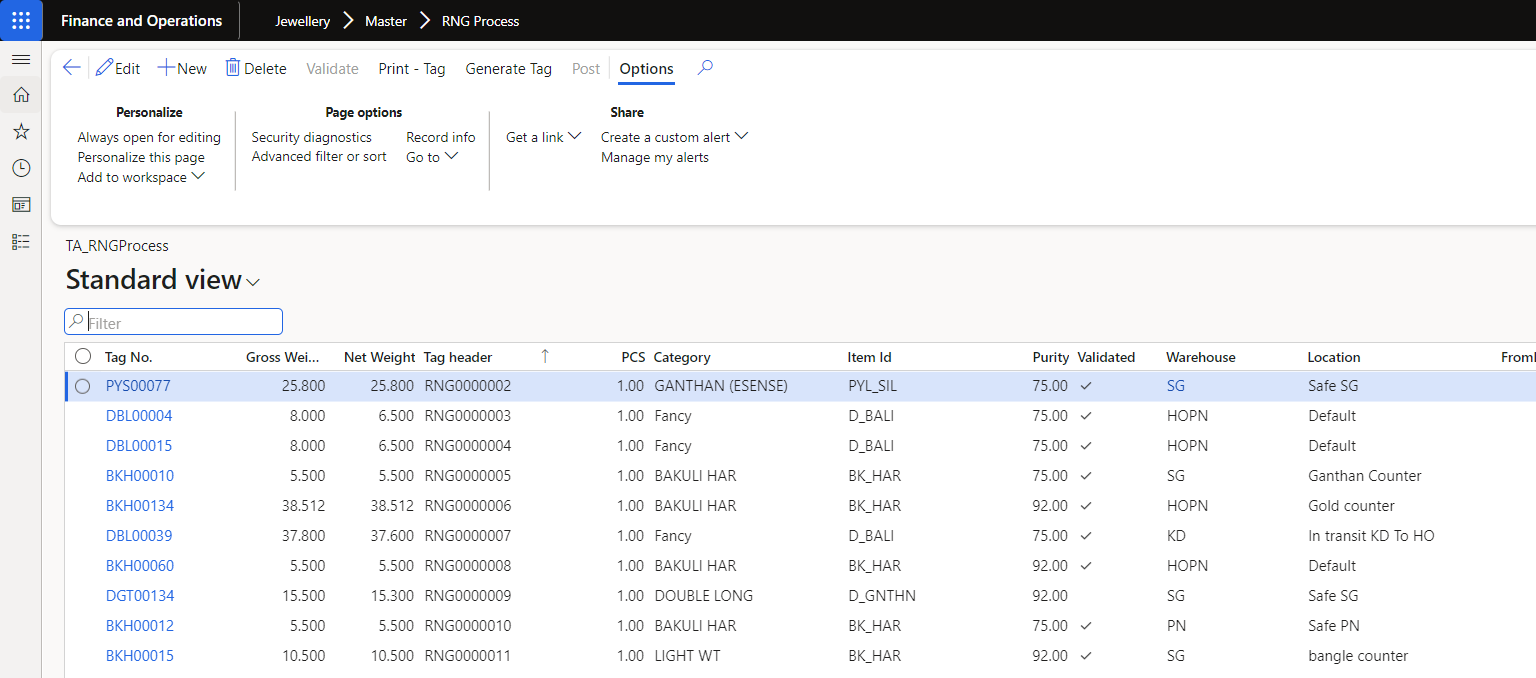 Finance and Operations Jewellery Master RNG Process
Edit New Delete Validate Print - Tag Generate Tag Post Options
Personalize Page options Share
Always open for editing Security diagnostics Record info Get a link Create a custom alert
Personalize this page Advanced filter or sort Go to Manage my alerts
Add to workspace
TA_RNGProcess
Standard view
Filter
Tag No. Gross Wei... Net Weight Tag header PCS Category Item Id Purity Validated Warehouse Location From
PYS00077 25.800 25.800 RNG0000002 1.00 GANTHAN (ESENSE) PYL_SIL 75.00 SG Safe SG
DBL00004 8.000 6.500 RNG0000003 1.00 Fancy D_BALI 75.00 HOPN Default
DBL00015 8.000 6.500 RNG0000004 1.00 Fancy D_BALI 75.00 HOPN Default
BKH00010 5.500 5.500 RNG0000005 1.00 BAKULI HAR BK_HAR 75.00 SG Ganthan Counter
BKH00134 38.512 38.512 RNG0000006 1.00 BAKULI HAR BK_HAR 92.00 HOPN Gold counter
DBL00039 37.800 37.600 RNG0000007 1.00 Fancy D_BALI 75.00 KD In transit KD To HO
BKH00060 5.500 5.500 RNG0000008 1.00 BAKULI HAR BK_HAR 92.00 HOPN Default
DGT00134 15.500 15.300 RNG0000009 1.00 DOUBLE LONG D_GNTHN 92.00 SG Safe SG
BKH00012 5.500 5.500 RNG0000010 1.00 BAKULI HAR BK_HAR 75.00 PN Safe PN
BKH00015 10.500 10.500 RNG0000011 1.00 LIGHT WT BK_HAR 92.00 SG bangle counter